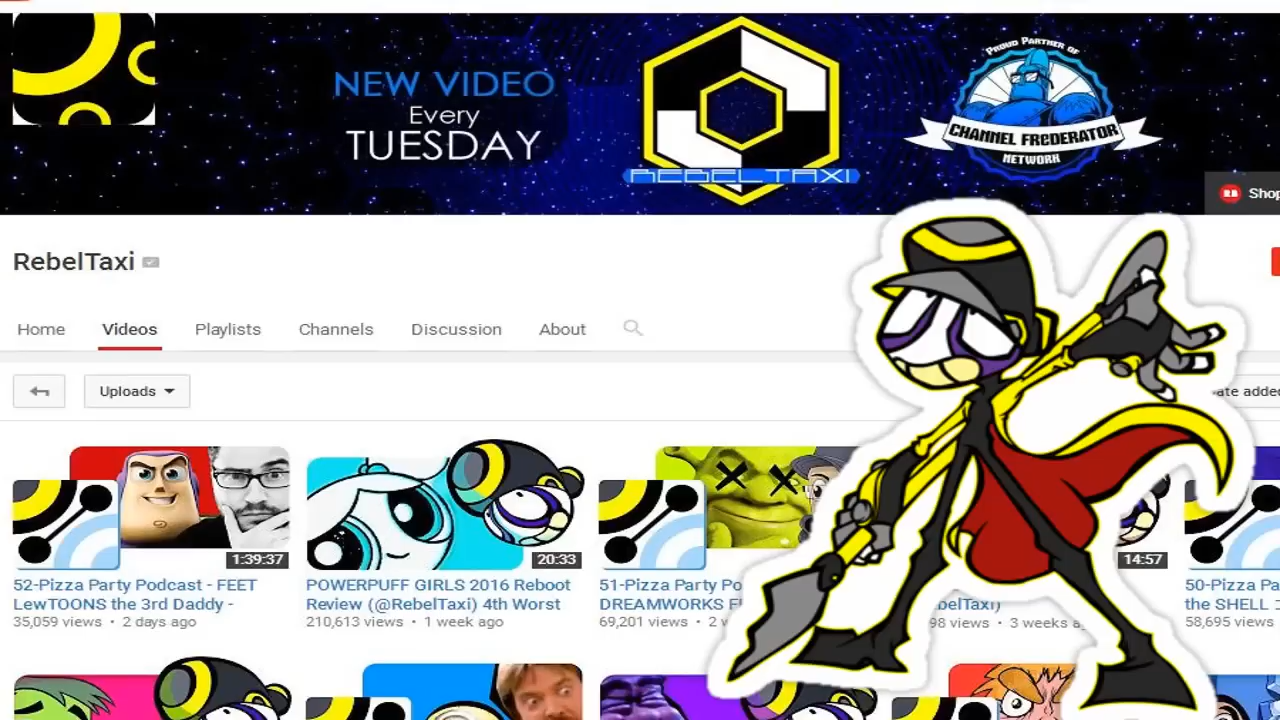 NEW VIDEO
Every
TUESDAY
REBELTAXI
PROUD PARTNER OF
CHANNEL FREDERATOR
NETWORK
Shop
RebelTaxi
Home Videos Playlists Channels Discussion About
Uploads
ate added
1:39:37
20:33
14:57
52-Pizza Party Podcast - FEET
LewTOONS the 3rd Daddy -
35,059 views • 2 days ago
POWERPUFF GIRLS 2016 Reboot
Review (@RebelTaxi) 4th Worst
210,613 views • 1 week ago
51-Pizza Party Po
DREAMWORKS
69,201 views • 2 w
belTaxi)
98 views • 3 weeks a
50-Pizza Pa
the SHELL
58,695 views